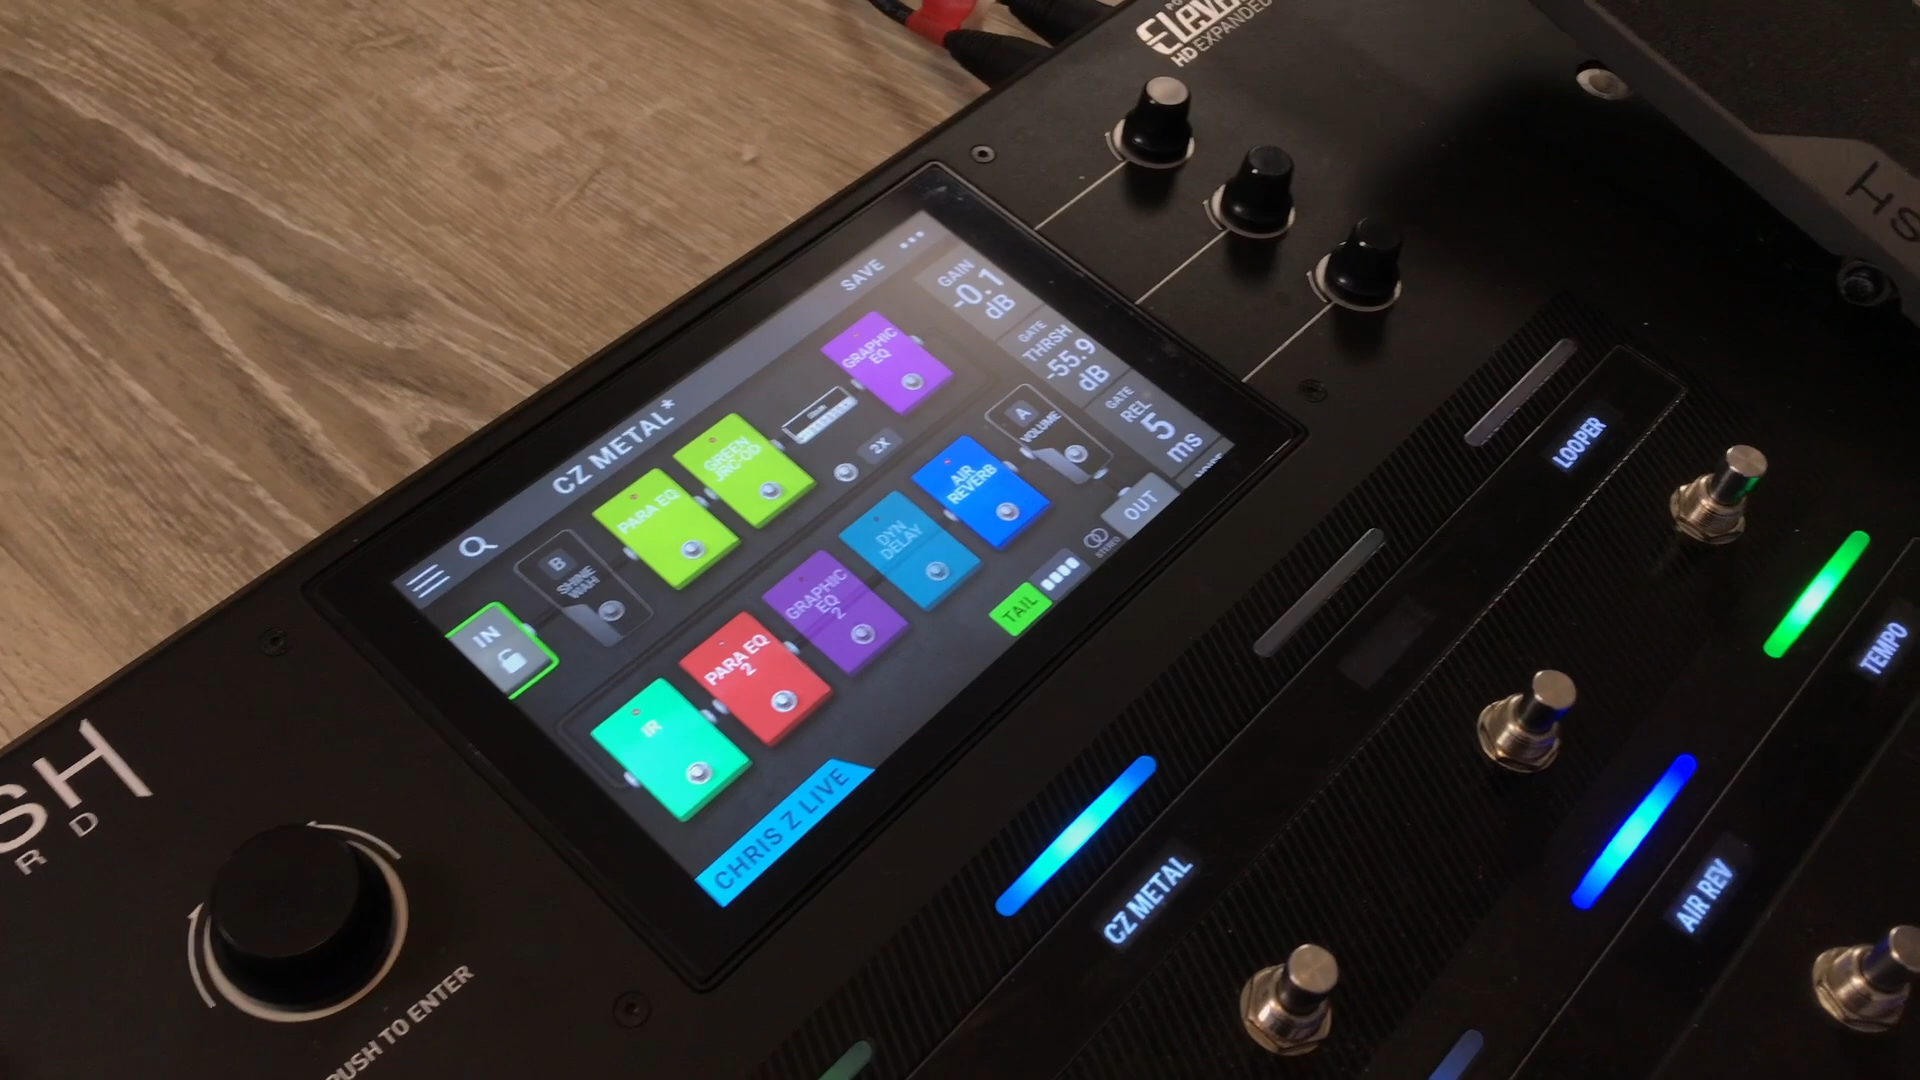 Eleven
HD EXPANDED
HS
SAVE
CZ METAL*
GAIN
-0.1
dB
GATE
THRSH
-55.9
dB
GATE
REL
5
ms
IN
B
SHINE
WAH
PARA EQ
GREEN
JRC-OD
2X
GRAPHIC
EQ
IR
PARA EQ
2
GRAPHIC
EQ
2
DYN
DELAY
AIR
REVERB
A
VOLUME
OUT
STEREO
TAIL
CHRIS Z LIVE
LOOPER
TEMPO
CZ METAL
AIR REV
SH
RD
PUSH TO ENTER